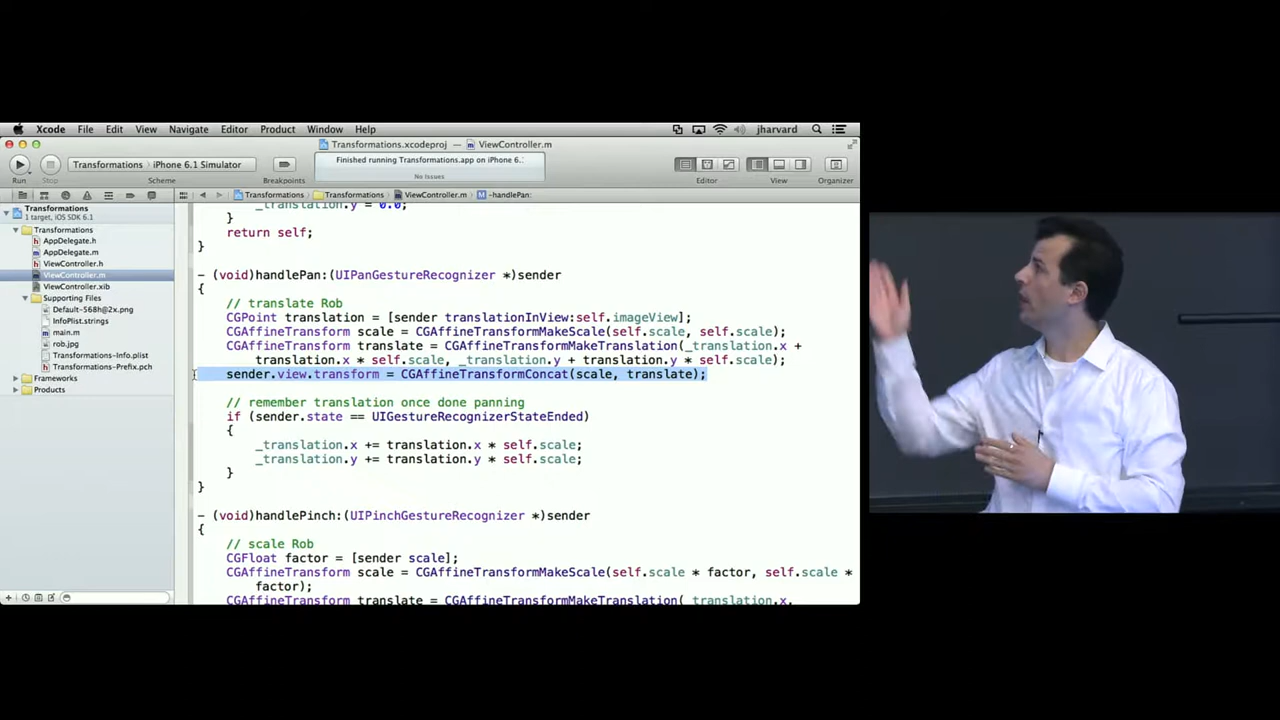 Xcode File Edit View Navigate Editor Product Window Help jharvard
Transformations.xcodeproj — ViewController.m
Transformations iPhone 6.1 Simulator
Finished running Transformations.app on iPhone 6.
No Issues
Run Stop Scheme Breakpoints Editor View Organizer
Transformations Transformations ViewController.m -handlePan:
Transformations
1 target, iOS SDK 6.1
Transformations
AppDelegate.h
AppDelegate.m
ViewController.h
ViewController.m
ViewController.xib
Supporting Files
Default-568h@2x.png
InfoPlist.strings
main.m
rob.jpg
Transformations-Info.plist
Transformations-Prefix.pch
Frameworks
Products
_translation.y = 0.0;
}
return self;
}
- (void)handlePan:(UIPanGestureRecognizer *)sender
{
// translate Rob
CGPoint translation = [sender translationInView:self.imageView];
CGAffineTransform scale = CGAffineTransformMakeScale(self.scale, self.scale);
CGAffineTransform translate = CGAffineTransformMakeTranslation(_translation.x +
translation.x * self.scale, _translation.y + translation.y * self.scale);
sender.view.transform = CGAffineTransformConcat(scale, translate);
// remember translation once done panning
if (sender.state == UIGestureRecognizerStateEnded)
{
_translation.x += translation.x * self.scale;
_translation.y += translation.y * self.scale;
}
}
- (void)handlePinch:(UIPinchGestureRecognizer *)sender
{
// scale Rob
CGFloat factor = [sender scale];
CGAffineTransform scale = CGAffineTransformMakeScale(self.scale * factor, self.scale *
factor);
CGAffineTransform translate = CGAffineTransformMakeTranslation(_translation.x,